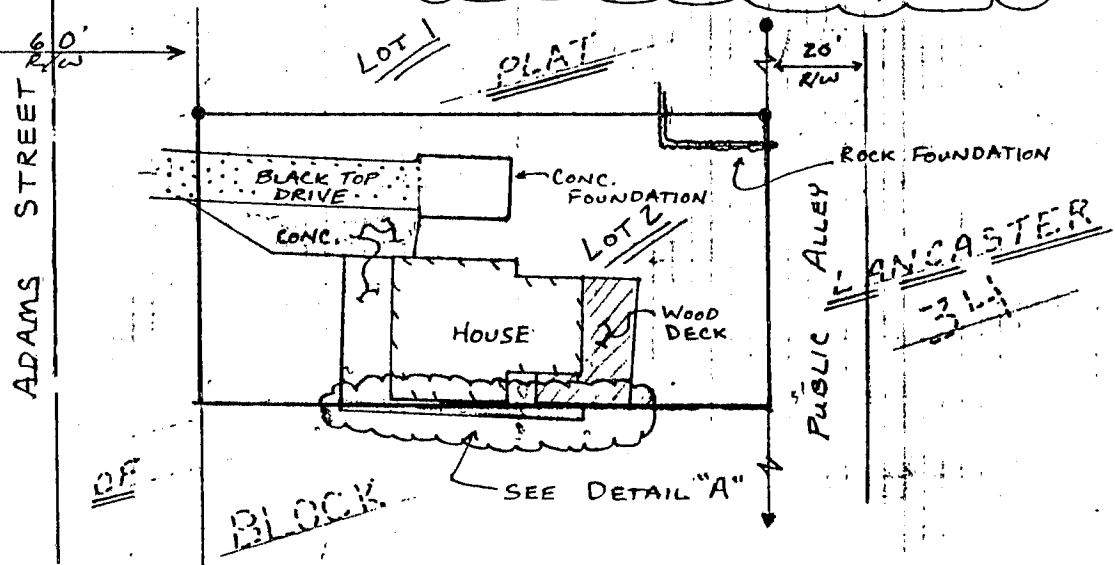 60'
R/W
LOT 1
PLAT
20'
R/W
ADAMS STREET
BLACK TOP
DRIVE
CONC.
FOUNDATION
ROCK FOUNDATION
CONC.
LOT 2
PUBLIC ALLEY
LANCASTER
34
HOUSE
WOOD
DECK
OF
BLOCK
SEE DETAIL "A"